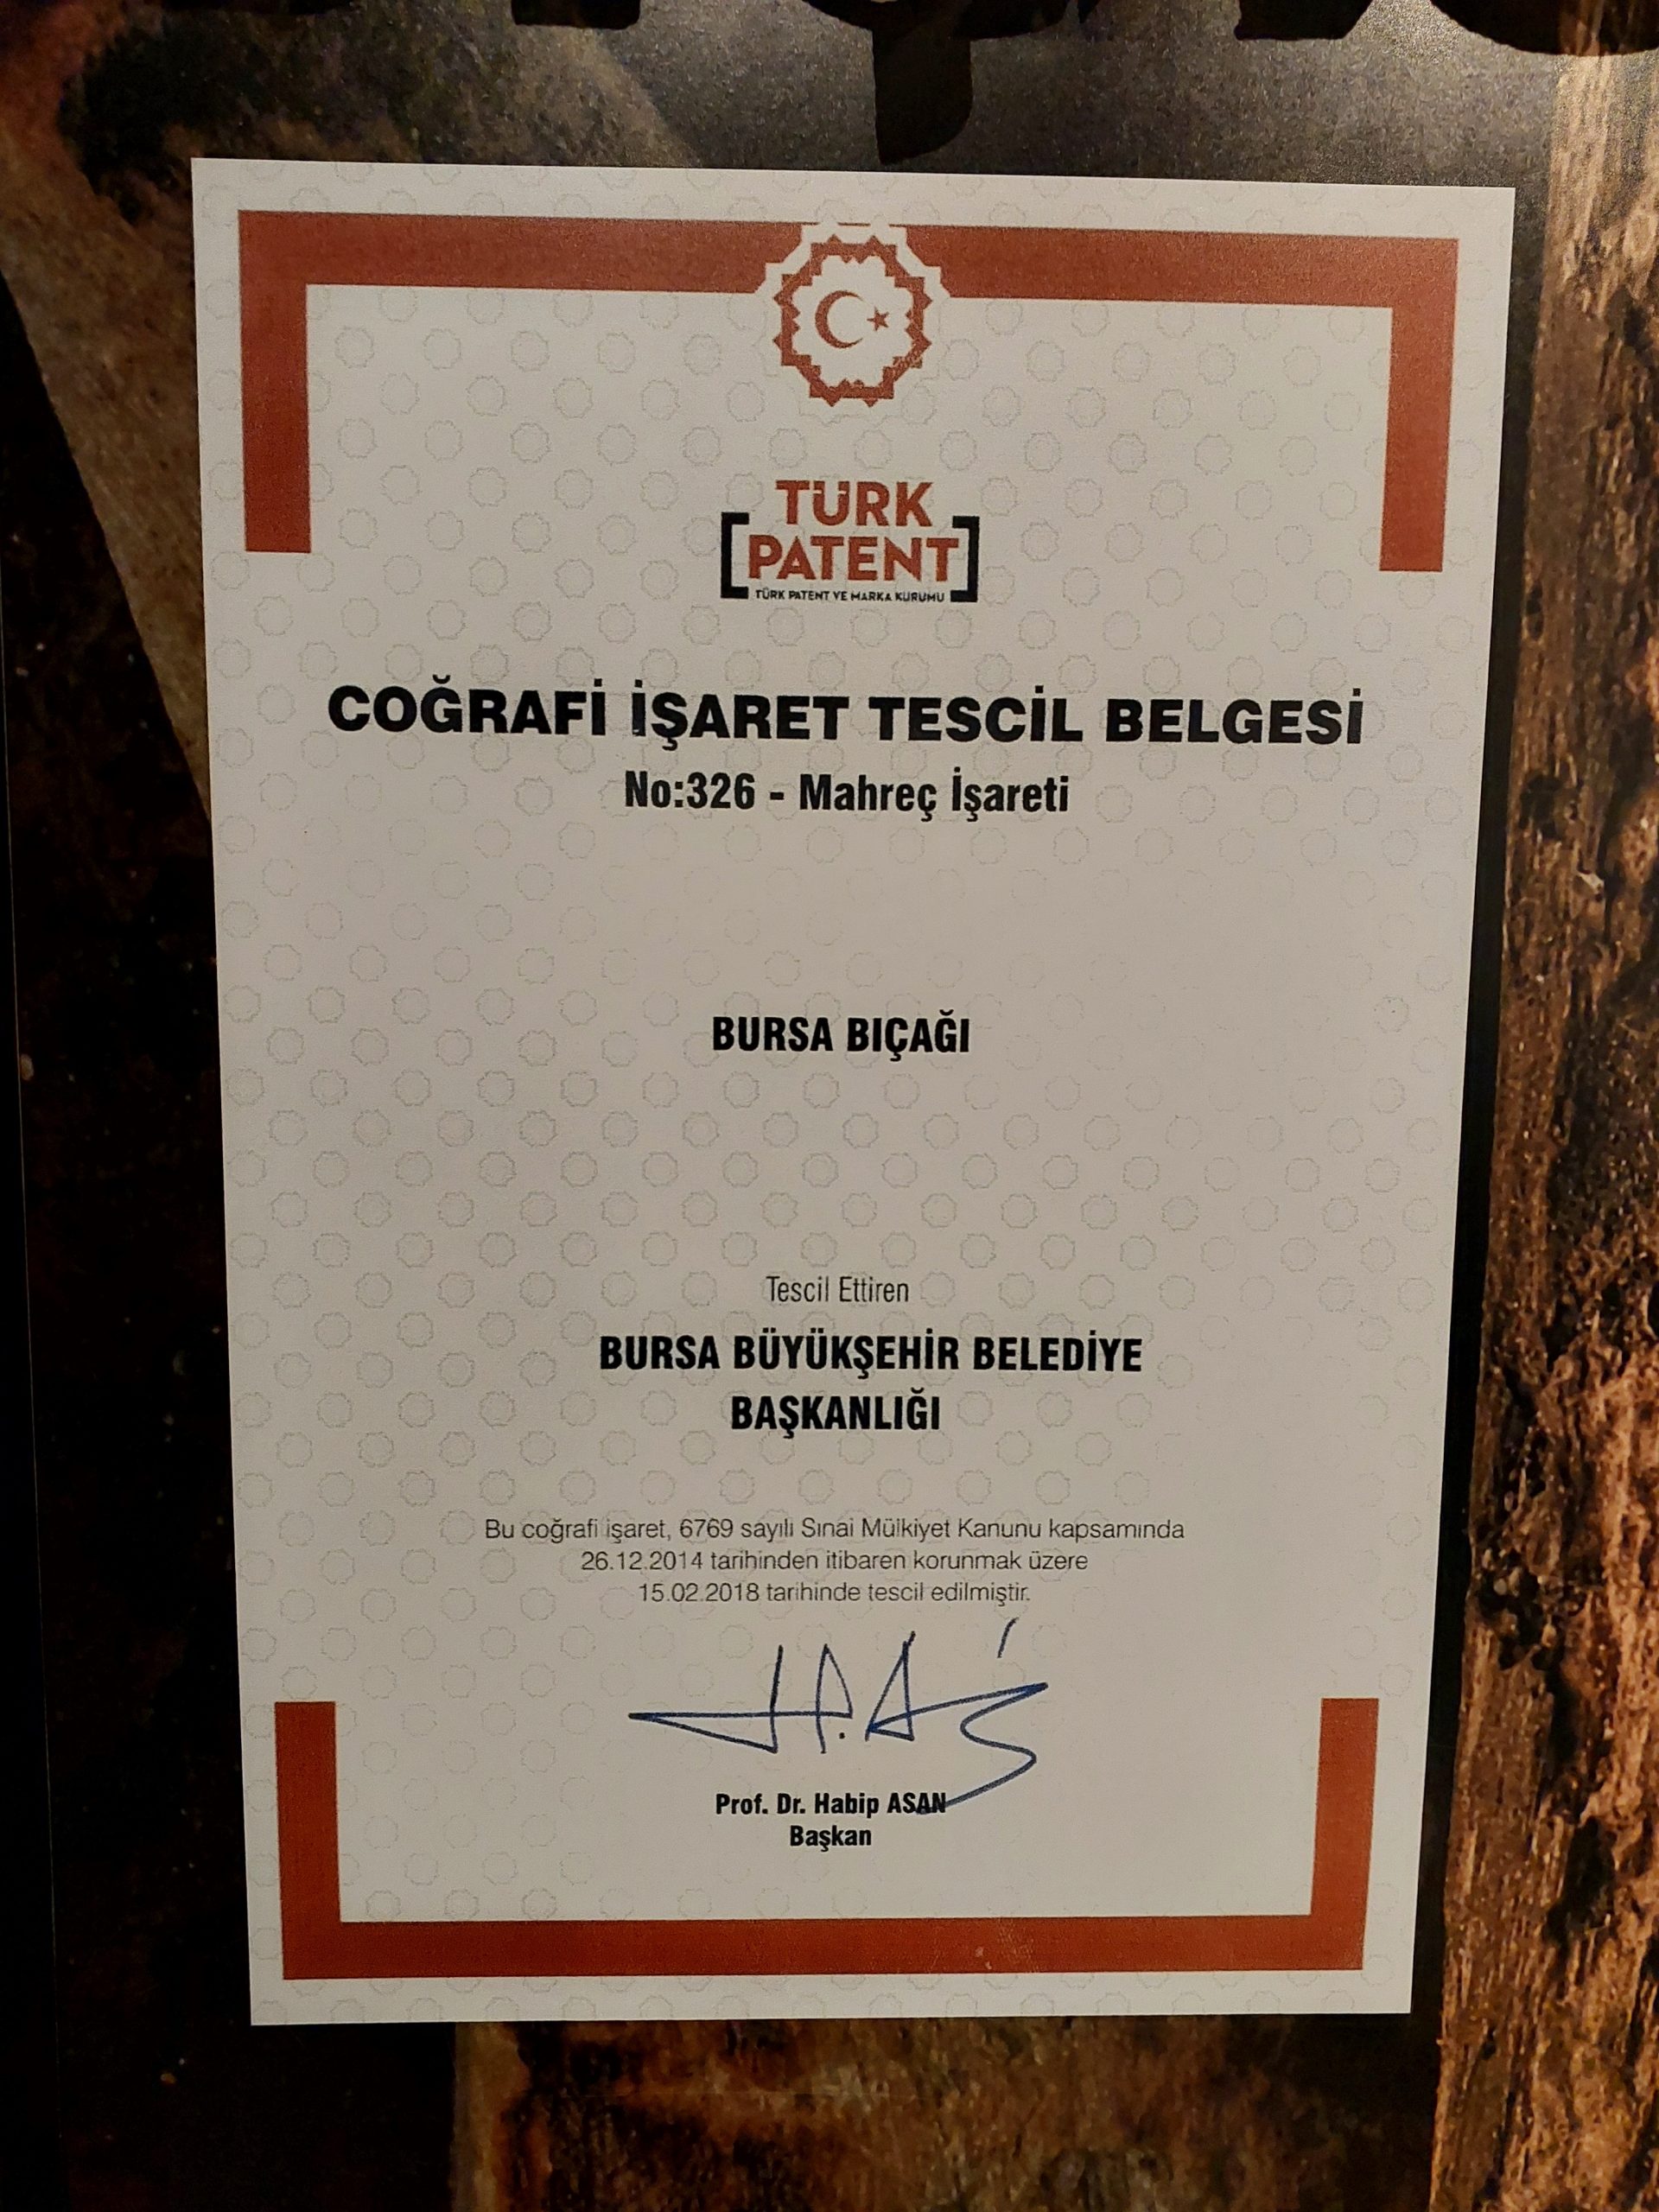 TÜRK
PATENT
TÜRK PATENT VE MARKA KURUMU
COĞRAFİ İŞARET TESCİL BELGESİ
No:326 - Mahreç İşareti
BURSA BIÇAĞI
Tescil Ettiren
BURSA BÜYÜKŞEHİR BELEDİYE
BAŞKANLIĞI
Bu coğrafi işaret, 6769 sayılı Sınai Mülkiyet Kanunu kapsamında
26.12.2014 tarihinden itibaren korunmak üzere
15.02.2018 tarihinde tescil edilmiştir.
Prof. Dr. Habip ASAN
Başkan